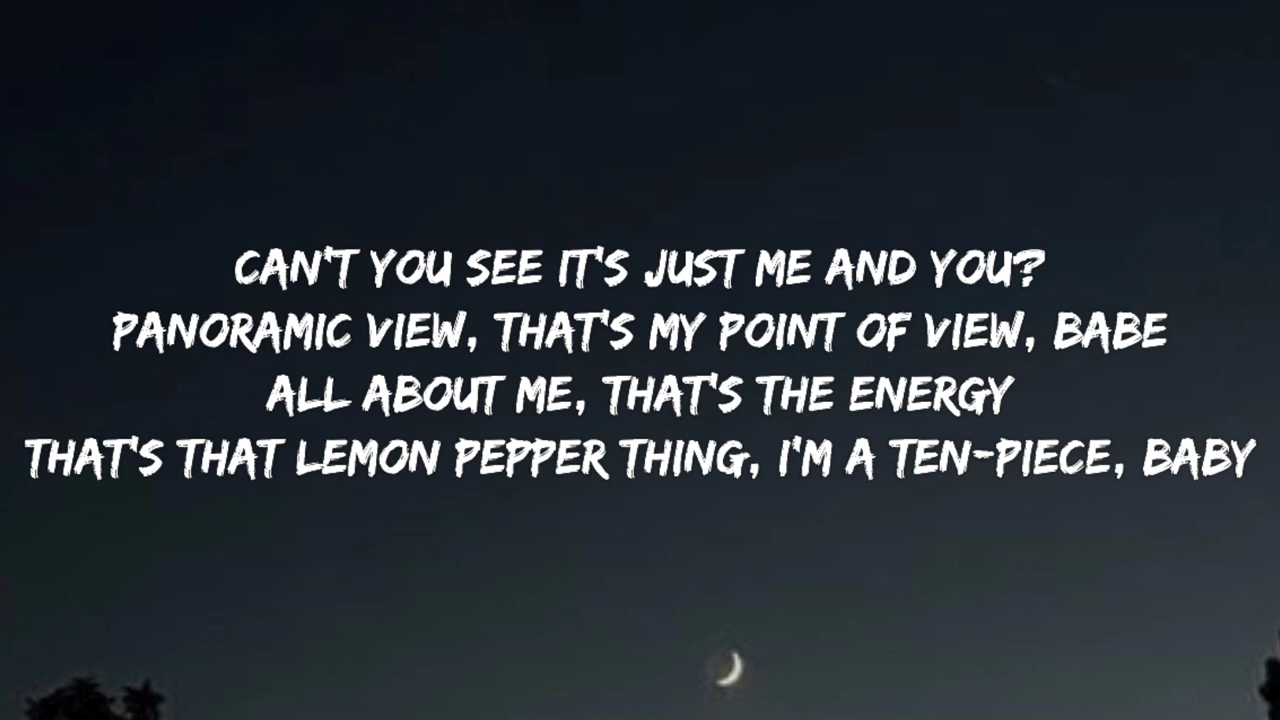 CAN'T YOU SEE IT'S JUST ME AND YOU?
PANORAMIC VIEW, THAT'S MY POINT OF VIEW, BABE
ALL ABOUT ME, THAT'S THE ENERGY
THAT'S THAT LEMON PEPPER THING, I'M A TEN-PIECE, BABY